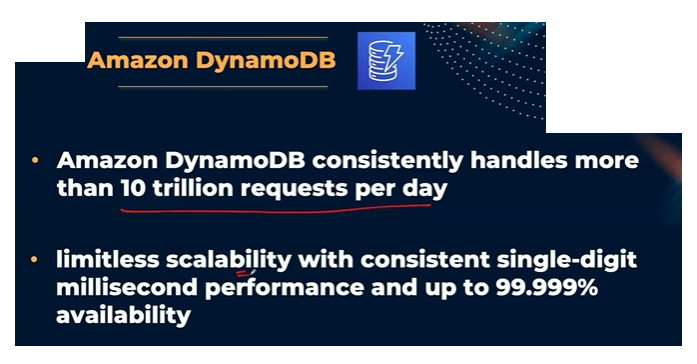 Amazon DynamoDB
• Amazon DynamoDB consistently handles more
than 10 trillion requests per day
• limitless scalability with consistent single-digit
millisecond performance and up to 99.999%
availability